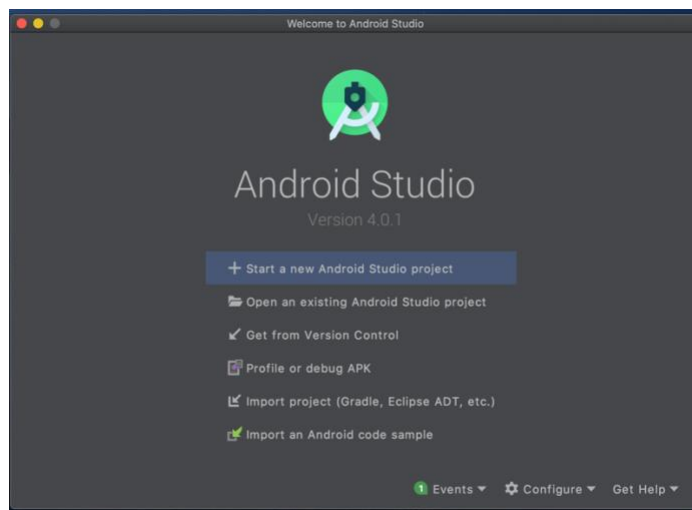 Welcome to Android Studio
Android Studio
Version 4.0.1
Start a new Android Studio project
Open an existing Android Studio project
Get from Version Control
Profile or debug APK
Import project (Gradle, Eclipse ADT, etc.)
Import an Android code sample
1 Events Configure Get Help